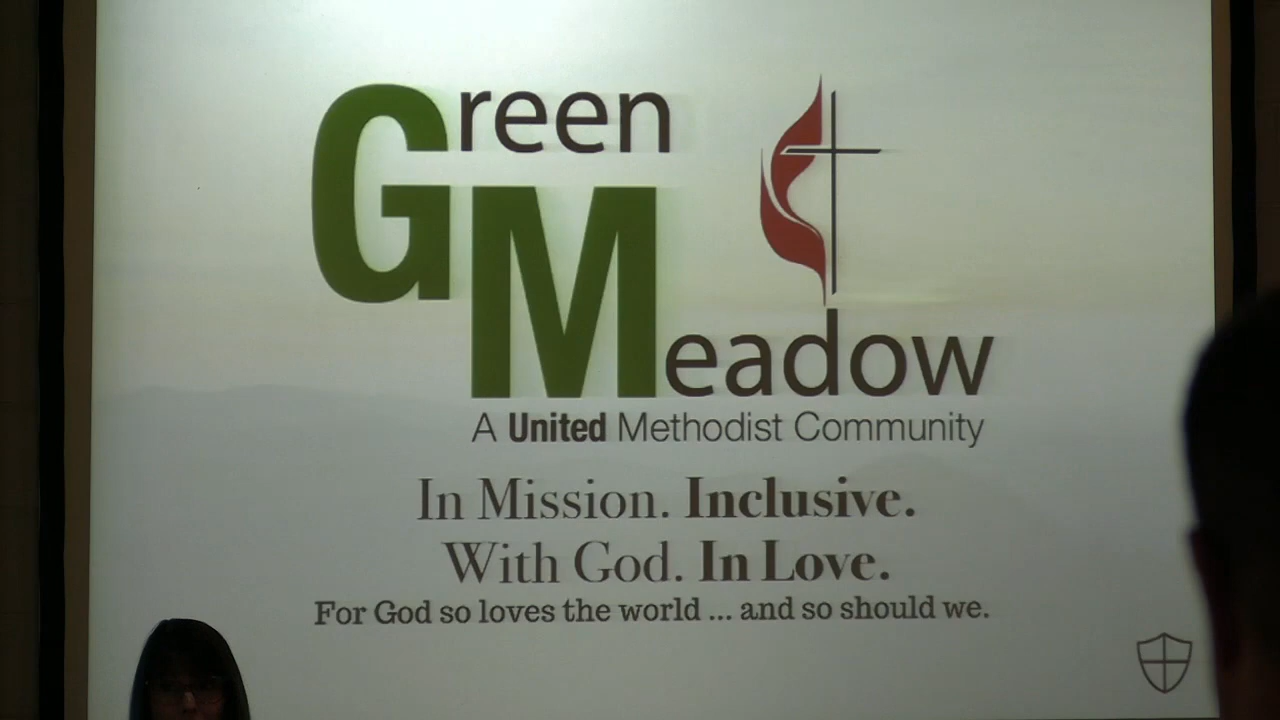 Green
Meadow
A United Methodist Community
In Mission. Inclusive.
With God. In Love.
For God so loves the world ... and so should we.